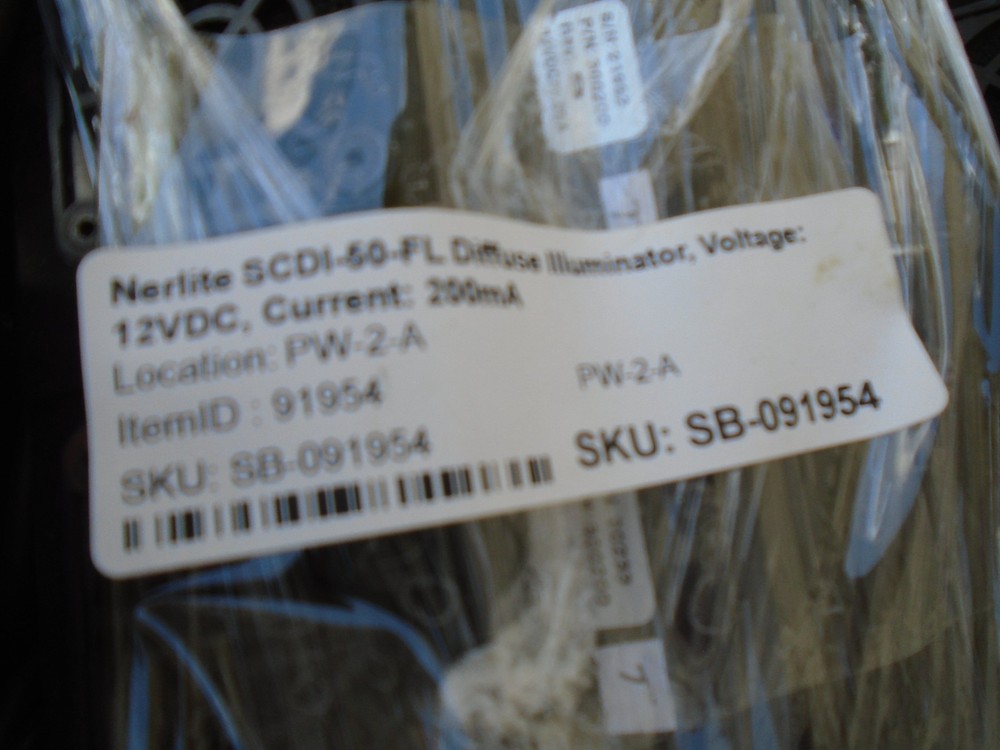 Nerlite SCDI-50-FL Diffuse Illuminator, Voltage:
12VDC, Current: 200mA
Location: PW-2-A
PW-2-A
ItemID : 91954
SKU: SB-091954
SKU: SB-091954
S/N 21952